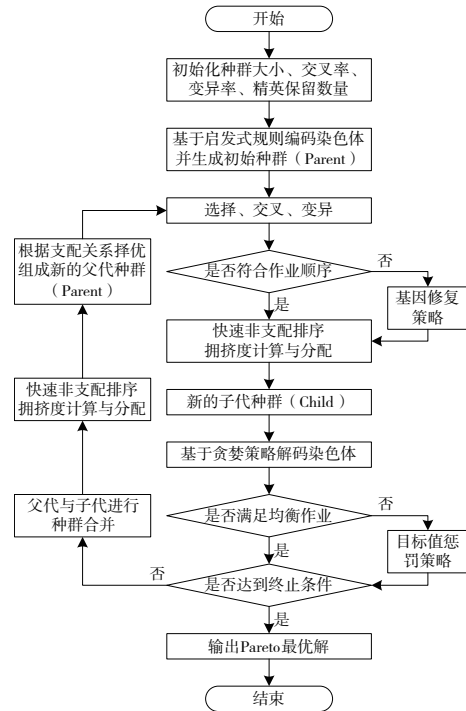 开始
初始化种群大小、交叉率、
变异率、精英保留数量
基于启发式规则编码染色体
并生成初始种群（Parent）
选择、交叉、变异
根据支配关系择优
组成新的父代种群
（Parent）
是否符合作业顺序
否
是
基因修复
策略
快速非支配排序
拥挤度计算与分配
快速非支配排序
拥挤度计算与分配
新的子代种群（Child）
基于贪婪策略解码染色体
父代与子代进行
种群合并
是否满足均衡作业
否
是
目标值惩
罚策略
否
是否达到终止条件
是
输出Pareto最优解
结束